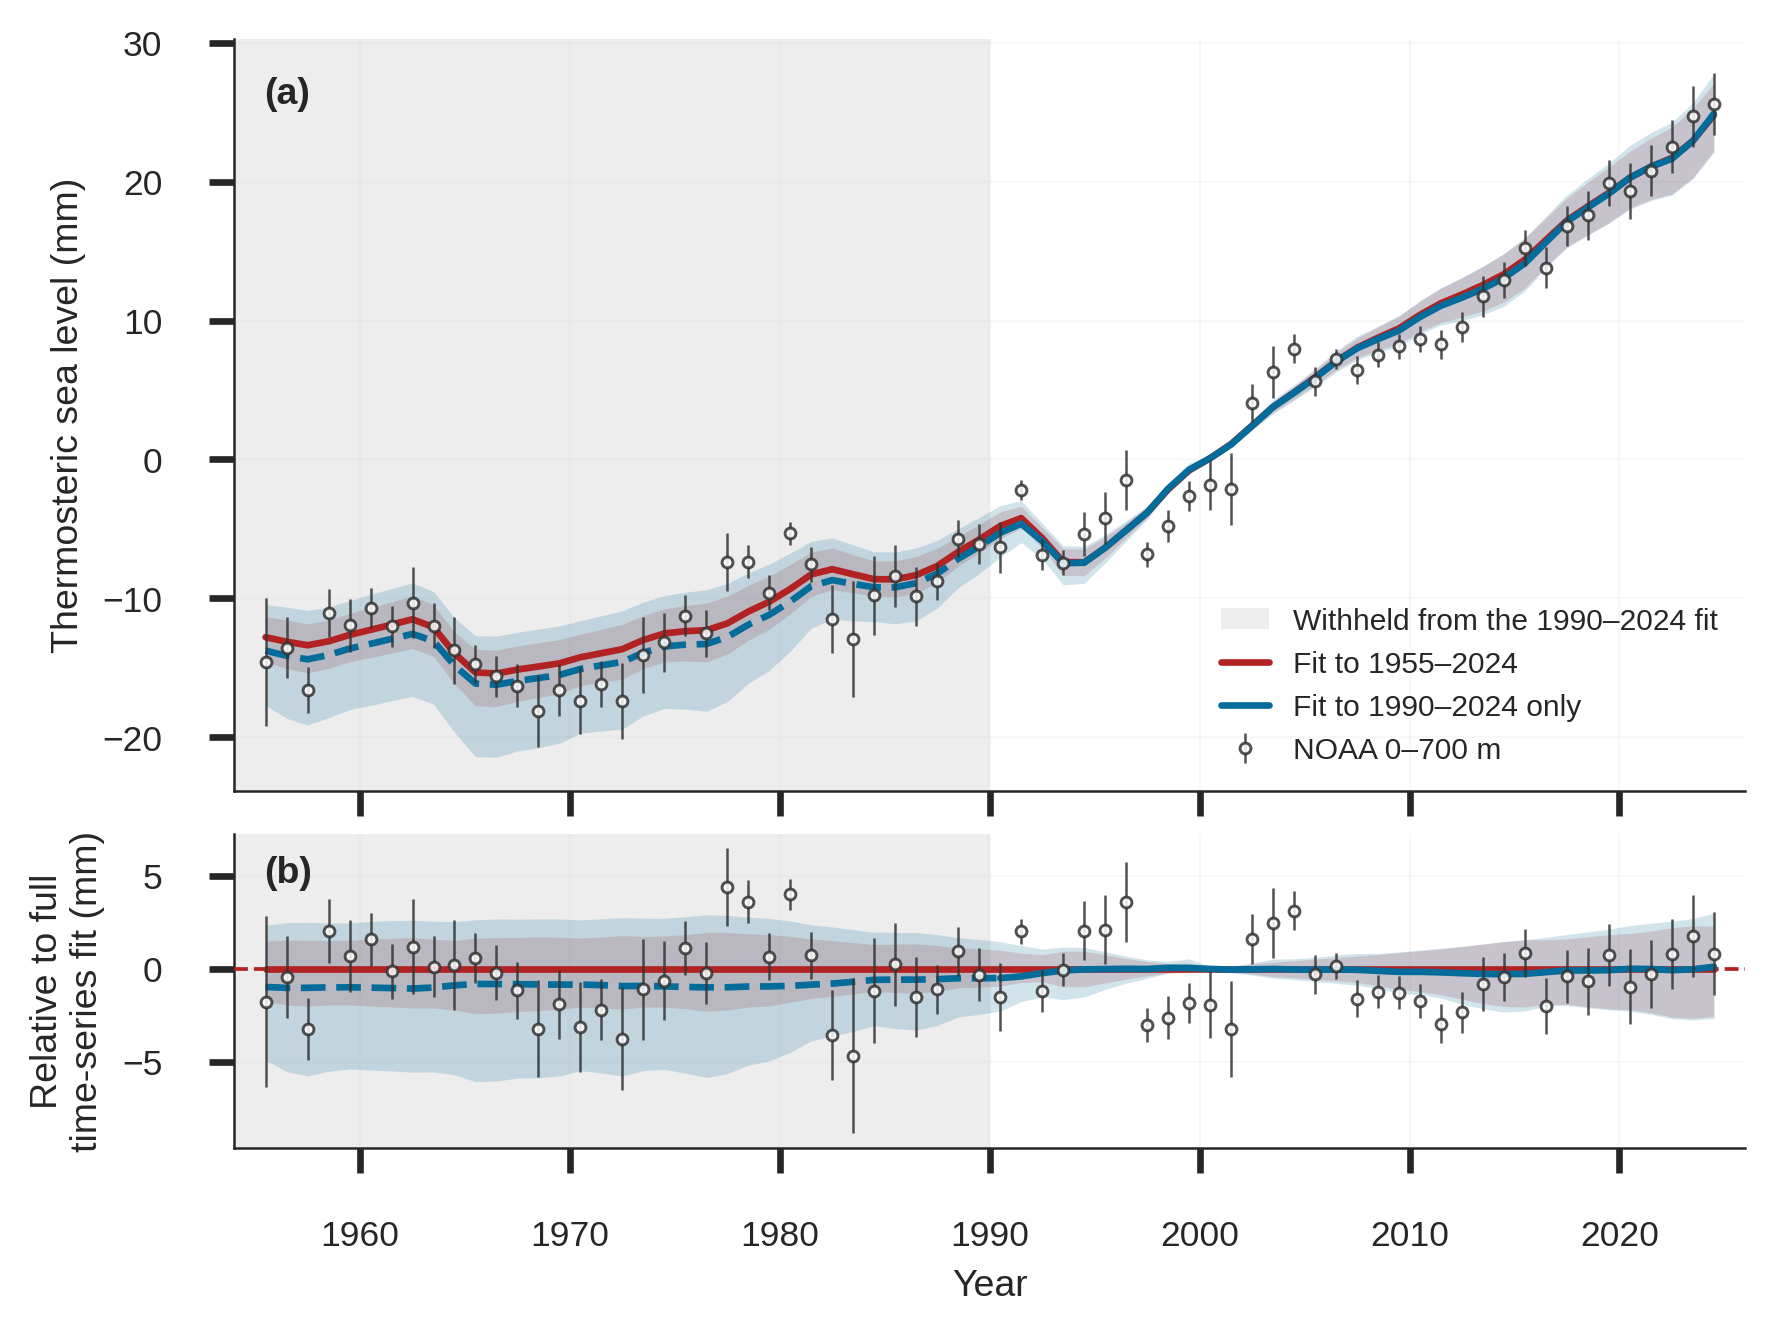 30
(a)
20
10
0
−10
−20
Thermosteric sea level (mm)
Withheld from the 1990–2024 fit
Fit to 1955–2024
Fit to 1990–2024 only
NOAA 0–700 m
(b)
5
0
−5
Relative to full
time-series fit (mm)
1960
1970
1980
1990
2000
2010
2020
Year